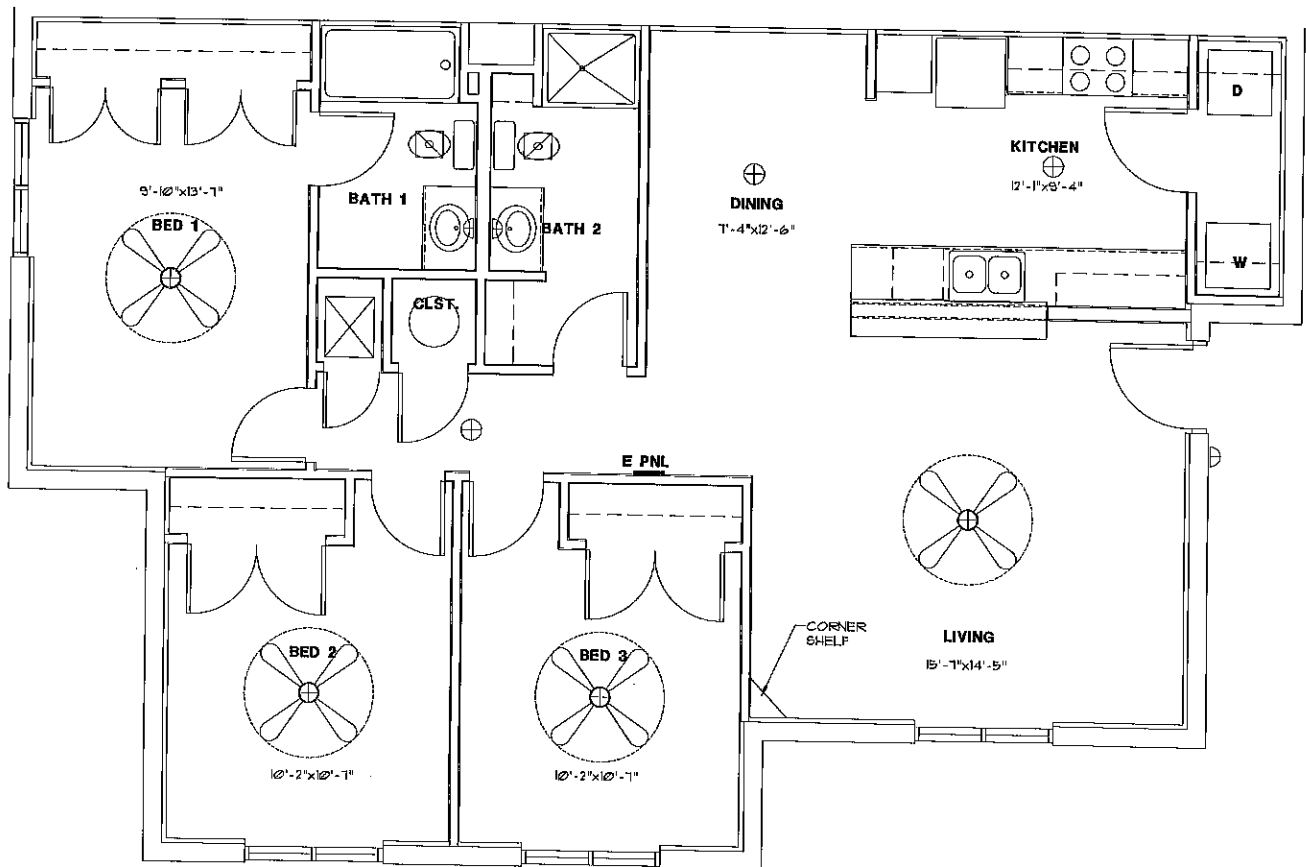 D
KITCHEN
12'-1"x9'-4"
9'-10"x13'-7"
BATH 1
DINING
7'-4"x12'-6"
BED 1
BATH 2
W
CLST.
E PNL
CORNER
SHELF
LIVING
15'-7"x14'-5"
BED 2
BED 3
10'-2"x10'-7"
10'-2"x10'-7"